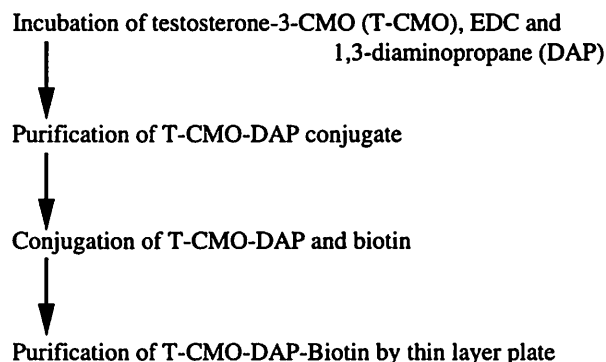 Incubation of testosterone-3-CMO (T-CMO), EDC and
1,3-diaminopropane (DAP)
Purification of T-CMO-DAP conjugate
Conjugation of T-CMO-DAP and biotin
Purification of T-CMO-DAP-Biotin by thin layer plate